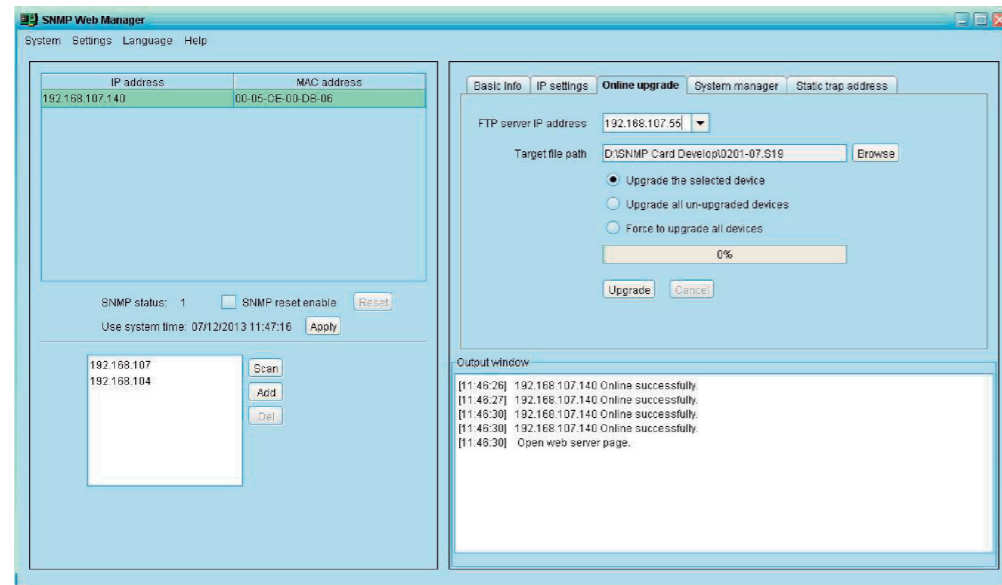 SNMP Web Manager
System Settings Language Help
IP address MAC address
192.168.107.140 00-05-CE-00-DB-06
SNMP status: 1 SNMP reset enable Reset
Use system time: 07/12/2013 11:47:16 Apply
192.168.107
192.168.104
Scan
Add
Del
Basic Info IP settings Online upgrade System manager Static trap address
FTP server IP address 192.168.107.55
Target file path D:\SNMP Card Develop\0201-07.S19 Browse
Upgrade the selected device
Upgrade all un-upgraded devices
Force to upgrade all devices
0%
Upgrade Cancel
Output window
[11:46:26] 192.168.107.140 Online successfully.
[11:46:27] 192.168.107.140 Online successfully.
[11:46:30] 192.168.107.140 Online successfully.
[11:46:30] 192.168.107.140 Online successfully.
[11:46:30] Open web server page.